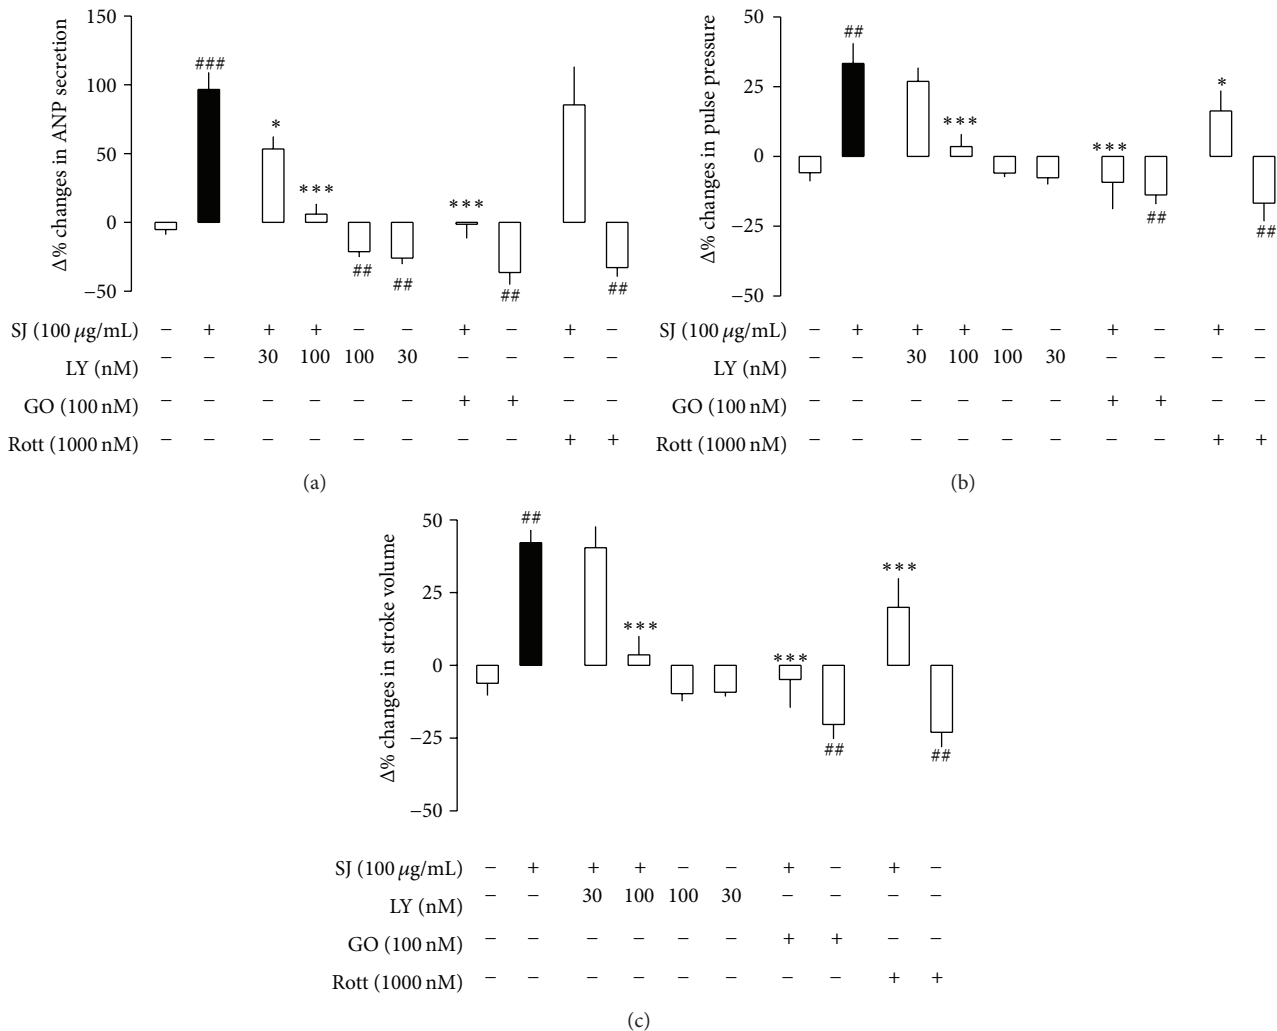 Δ% changes in ANP secretion
150
100
50
0
−50
###
*
***
##
##
***
##
##
SJ (100 μg/mL) − + + + − − + − + −
LY (nM) − − 30 100 100 30 − − − −
GO (100 nM) − − − − − − + + − −
Rott (1000 nM) − − − − − − − − + +
(a)
Δ% changes in pulse pressure
50
25
0
−25
−50
##
***
***
##
*
##
SJ (100 μg/mL) − + + + − − + − + −
LY (nM) − − 30 100 100 30 − − − −
GO (100 nM) − − − − − − + + − −
Rott (1000 nM) − − − − − − − − + +
(b)
Δ% changes in stroke volume
50
25
0
−25
−50
##
***
***
##
***
##
SJ (100 μg/mL) − + + + − − + − + −
LY (nM) − − 30 100 100 30 − − − −
GO (100 nM) − − − − − − + + − −
Rott (1000 nM) − − − − − − − − + +
(c)